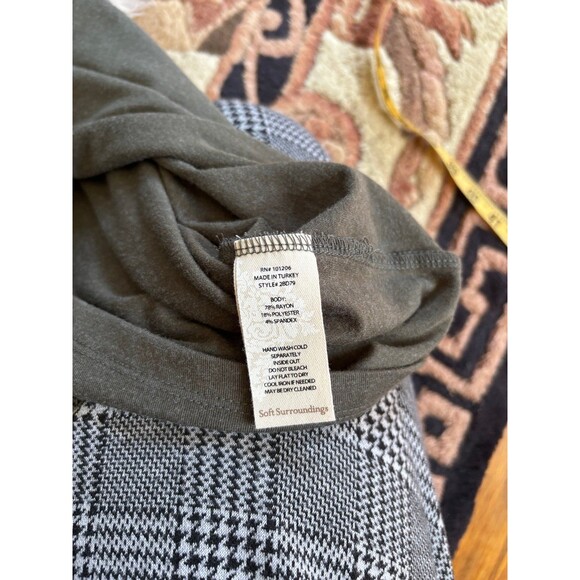 RN# 101206
MADE IN TURKEY
STYLE# 28D79
BODY:
78% RAYON
18% POLYESTER
4% SPANDEX
HAND WASH COLD
SEPARATELY
INSIDE OUT
DO NOT BLEACH
LAY FLAT TO DRY
COOL IRON IF NEEDED
MAY BE DRY CLEANED
Soft Surroundings